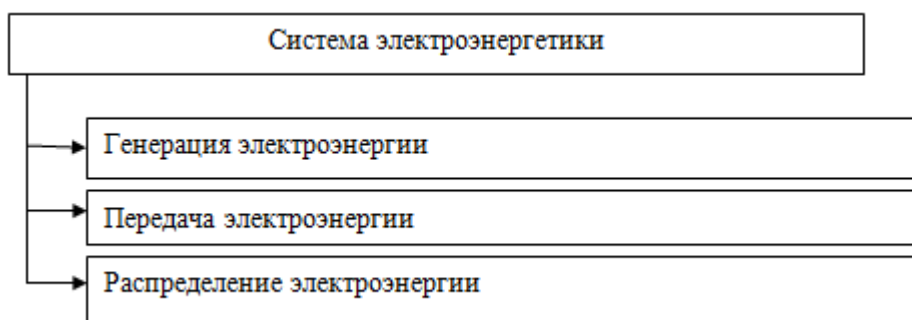 Система электроэнергетики
Генерация электроэнергии
Передача электроэнергии
Распределение электроэнергии